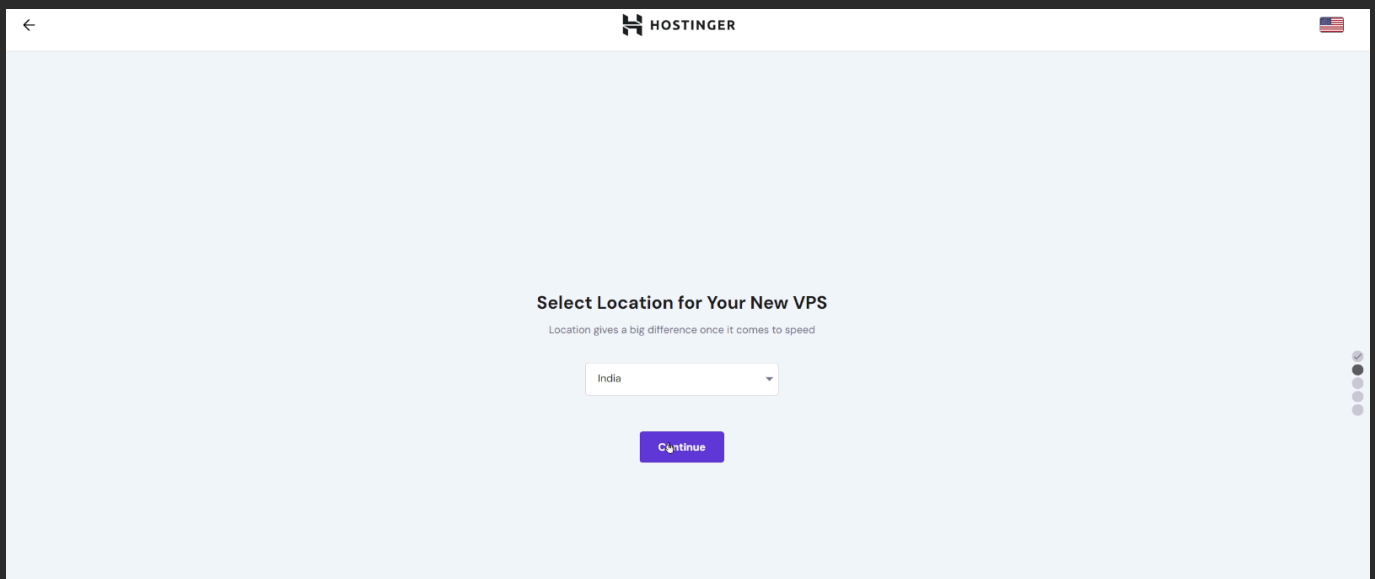 HOSTINGER
Select Location for Your New VPS
Location gives a big difference once it comes to speed
India
Continue